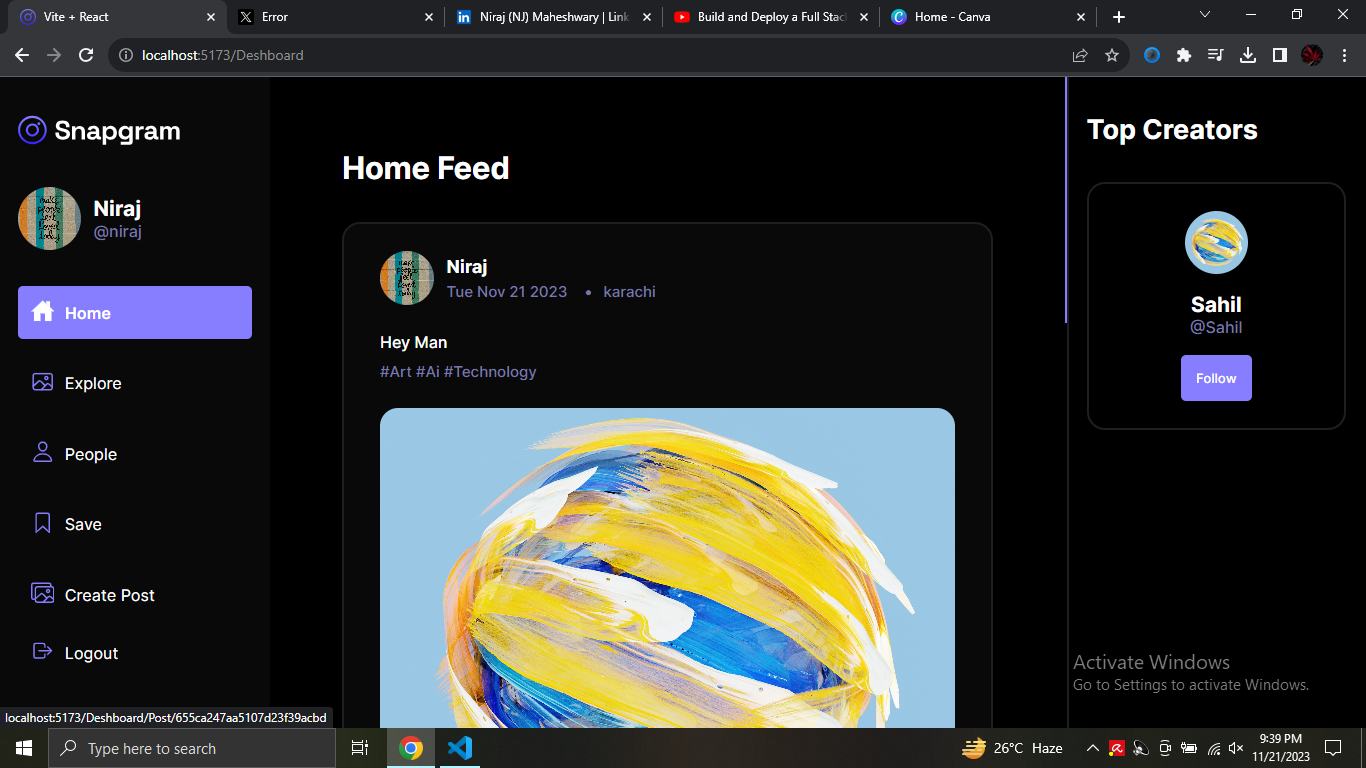 Vite + React
Error
Niraj (NJ) Maheshwary | Link
Build and Deploy a Full Stac
Home - Canva
localhost:5173/Deshboard
Snapgram
Niraj
@niraj
Home
Explore
People
Save
Create Post
Logout
Home Feed
Niraj
Tue Nov 21 2023 • karachi
Hey Man
#Art #Ai #Technology
Top Creators
Sahil
@Sahil
Follow
Activate Windows
Go to Settings to activate Windows.
localhost:5173/Deshboard/Post/655ca247aa5107d23f39acbd
Type here to search
26°C Haze
9:39 PM
11/21/2023